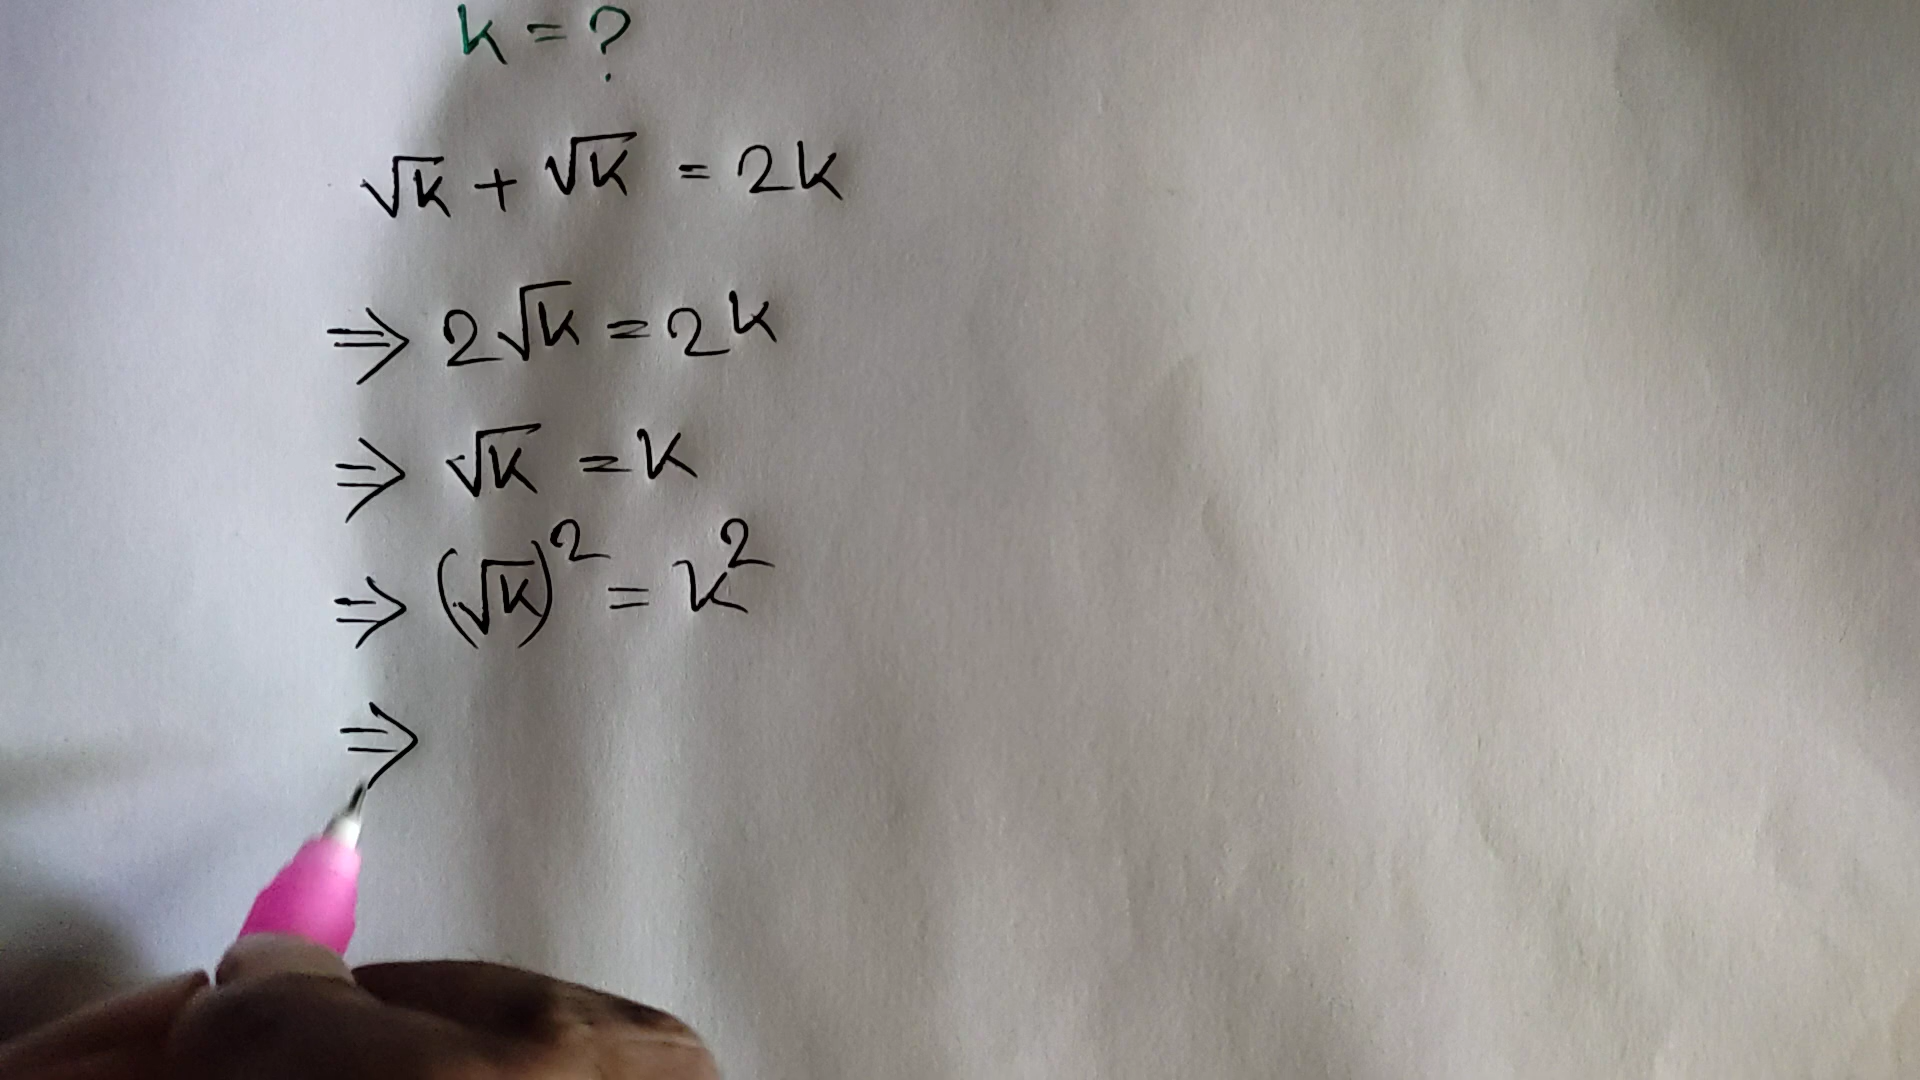 k = ?
√k + √k = 2k
⇒ 2√k = 2k
⇒ √k = k
⇒ (√k)² = k²
⇒